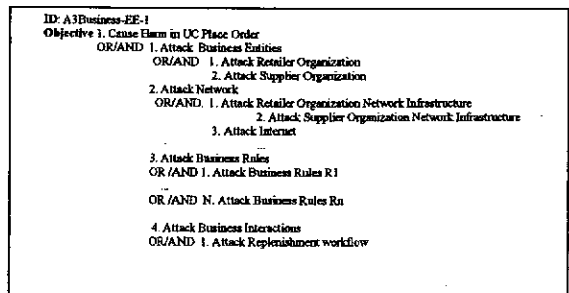 ID: A3Business-EE-1
Objective 1. Cause Harm in UC Place Order
OR/AND 1. Attack Business Entities
OR/AND 1. Attack Retailer Organization
2. Attack Supplier Organization
2. Attack Network
OR/AND. 1. Attack Retailer Organization Network Infrastructure
2. Attack Supplier Organization Network Infrastructure
3. Attack Internet
...
3. Attack Business Rules
OR /AND 1. Attack Business Rules R1
...
OR /AND N. Attack Business Rules Rn
4. Attack Business Interactions
OR/AND 1. Attack Replenishment workflow